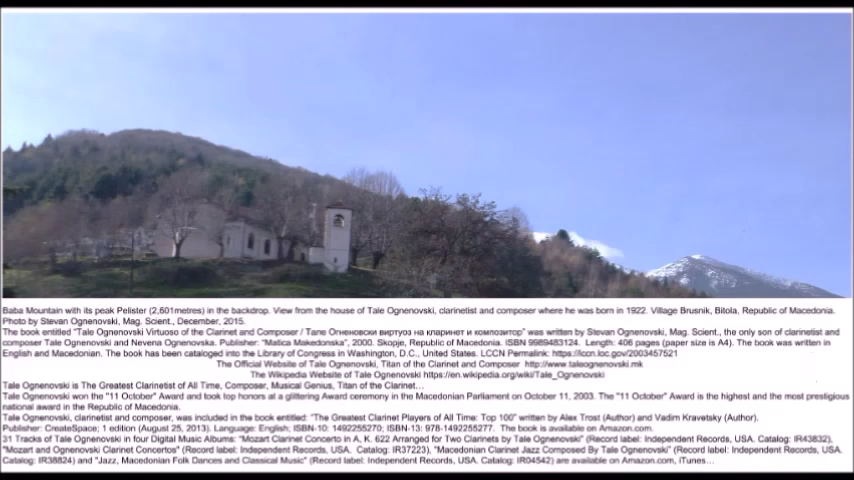 Baba Mountain with its peak Pelister (2,601metres) in the backdrop. View from the house of Tale Ognenovski, clarinetist and composer where he was born in 1922. Village Brusnik, Bitola, Republic of Macedonia.
Photo by Stevan Ognenovski, Mag. Scient., December, 2015.
The book entitled "Tale Ognenovski Virtuoso of the Clarinet and Composer / Тале Огненовски виртуоз на кларинет и композитор" was written by Stevan Ognenovski, Mag. Scient., the only son of clarinetist and
composer Tale Ognenovski and Nevena Ognenovska. Publisher: "Matica Makedonska", 2000. Skopje, Republic of Macedonia. ISBN 9989483124. Length: 406 pages (paper size is A4). The book was written in
English and Macedonian. The book has been cataloged into the Library of Congress in Washington, D.C., United States. LCCN Permalink: https://lccn.loc.gov/2003457521
The Official Website of Tale Ognenovski, Titan of the Clarinet and Composer http://www.taleognenovski.mk
The Wikipedia Website of Tale Ognenovski https://en.wikipedia.org/wiki/Tale_Ognenovski
Tale Ognenovski is The Greatest Clarinetist of All Time, Composer, Musical Genius, Titan of the Clarinet...
Tale Ognenovski won the "11 October" Award and took top honors at a glittering Award ceremony in the Macedonian Parliament on October 11, 2003. The "11 October" Award is the highest and the most prestigious
national award in the Republic of Macedonia.
Tale Ognenovski, clarinetist and composer, was included in the book entitled: "The Greatest Clarinet Players of All Time: Top 100" written by Alex Trost (Author) and Vadim Kravetsky (Author).
Publisher: CreateSpace; 1 edition (August 25, 2013). Language: English; ISBN-10: 1492255270; ISBN-13: 978-1492255277. The book is available on Amazon.com.
31 Tracks of Tale Ognenovski in four Digital Music Albums: "Mozart Clarinet Concerto in A, K. 622 Arranged for Two Clarinets by Tale Ognenovski" (Record label: Independent Records, USA. Catalog: IR43832),
"Mozart and Ognenovski Clarinet Concertos" (Record label: Independent Records, USA. Catalog: IR37223), "Macedonian Clarinet Jazz Composed By Tale Ognenovski" (Record label: Independent Records, USA.
Catalog: IR38824) and "Jazz, Macedonian Folk Dances and Classical Music" (Record label: Independent Records, USA. Catalog: IR04542) are available on Amazon.com, iTunes...